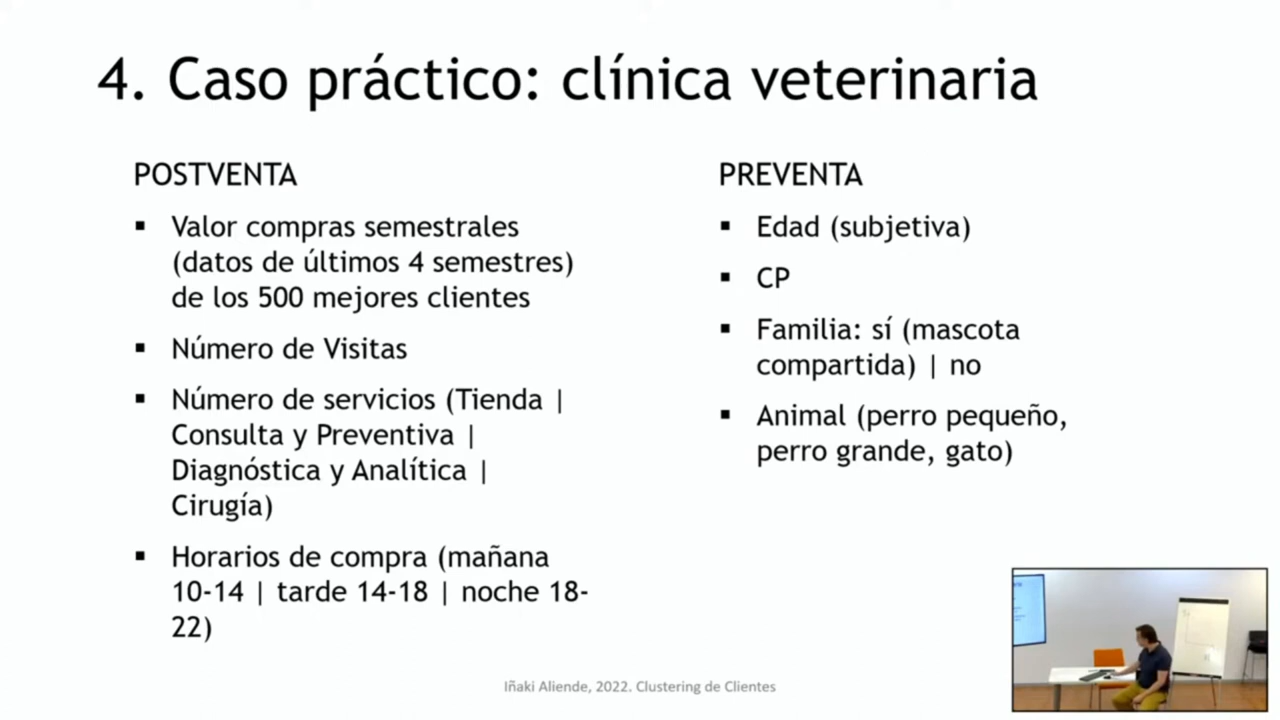 4. Caso práctico: clínica veterinaria
POSTVENTA
▪ Valor compras semestrales
(datos de últimos 4 semestres)
de los 500 mejores clientes
▪ Número de Visitas
▪ Número de servicios (Tienda |
Consulta y Preventiva |
Diagnóstica y Analítica |
Cirugía)
▪ Horarios de compra (mañana
10-14 | tarde 14-18 | noche 18-
22)
PREVENTA
▪ Edad (subjetiva)
▪ CP
▪ Familia: sí (mascota
compartida) | no
▪ Animal (perro pequeño,
perro grande, gato)
Iñaki Aliende, 2022. Clustering de Clientes